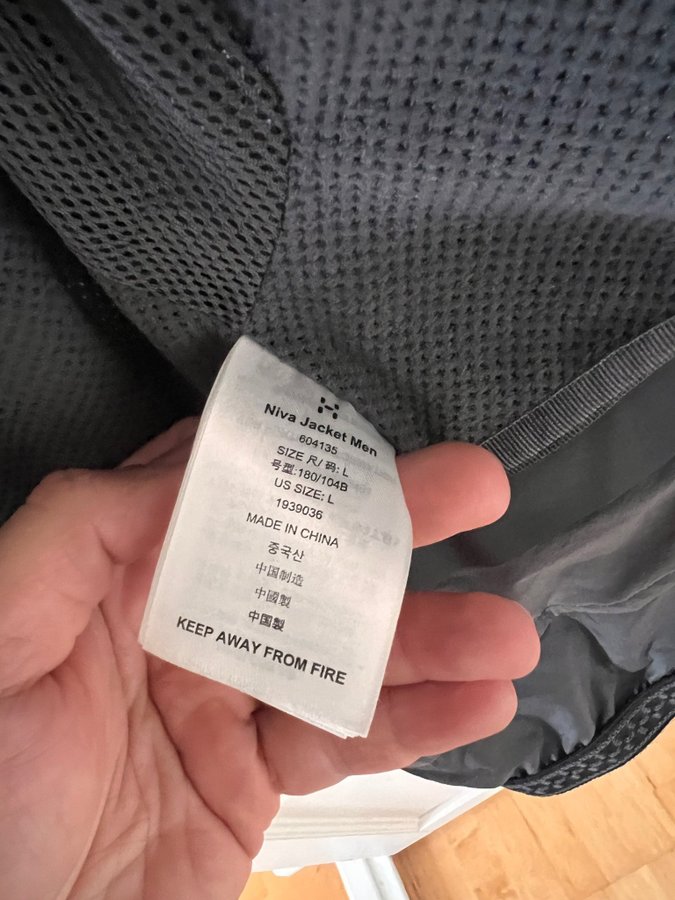 Niva Jacket Men
604135
SIZE 尺/ 码: L
号型:180/104B
US SIZE: L
1939036
MADE IN CHINA
중국산
中国制造
中國製
中国製
KEEP AWAY FROM FIRE